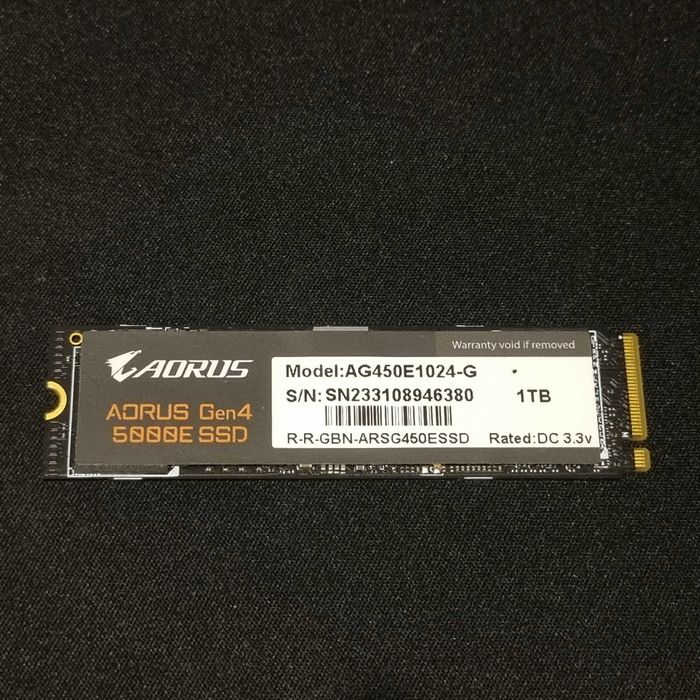 Warranty void if removed
AORUS
AORUS Gen4
5000E SSD
Model:AG450E1024-G
S/N:SN233108946380
1TB
R-R-GBN-ARSG450ESSD
Rated:DC 3.3v